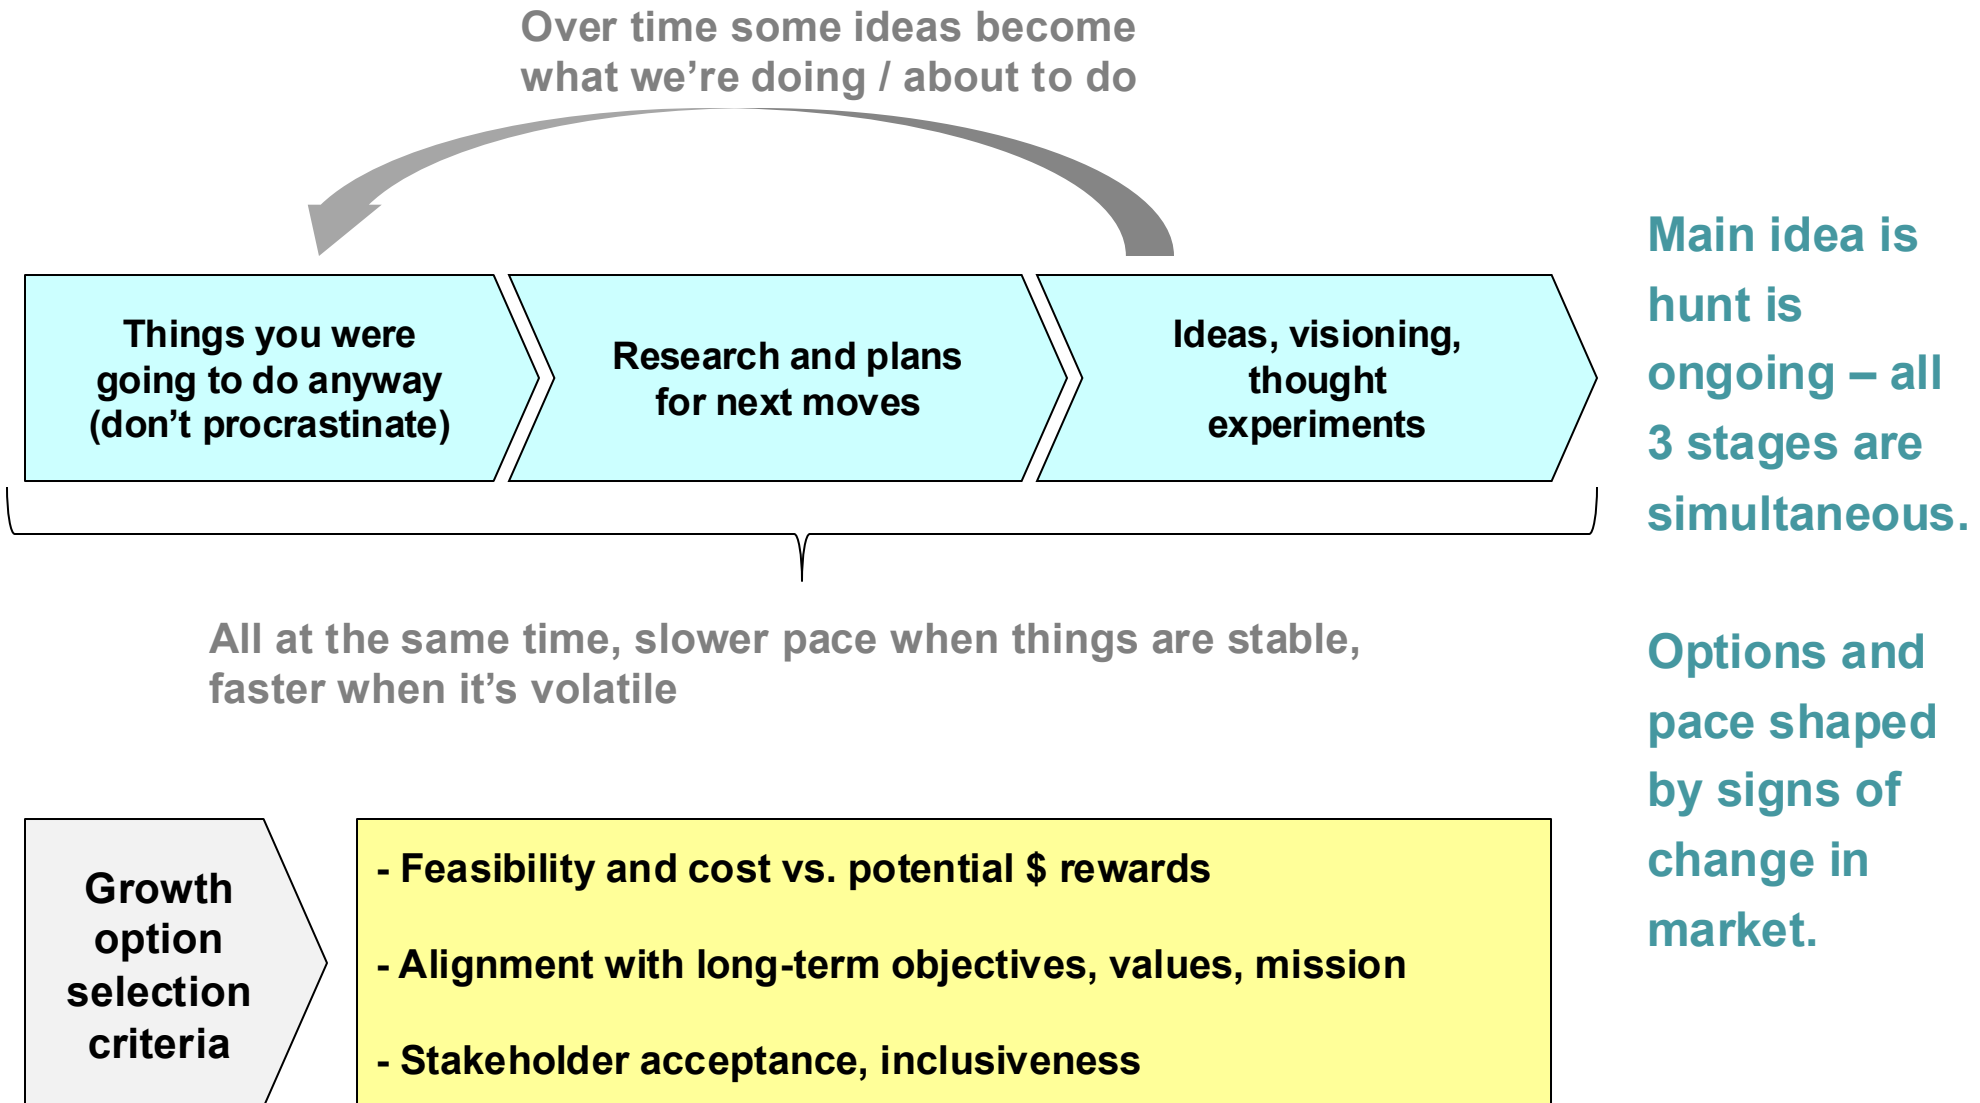 Over time some ideas become
what we’re doing / about to do
Things you were
going to do anyway
(don’t procrastinate)
Research and plans
for next moves
Ideas, visioning,
thought
experiments
Main idea is
hunt is
ongoing – all
3 stages are
simultaneous.
All at the same time, slower pace when things are stable,
faster when it’s volatile
Options and
pace shaped
by signs of
change in
market.
Growth
option
selection
criteria
- Feasibility and cost vs. potential $ rewards
- Alignment with long-term objectives, values, mission
- Stakeholder acceptance, inclusiveness